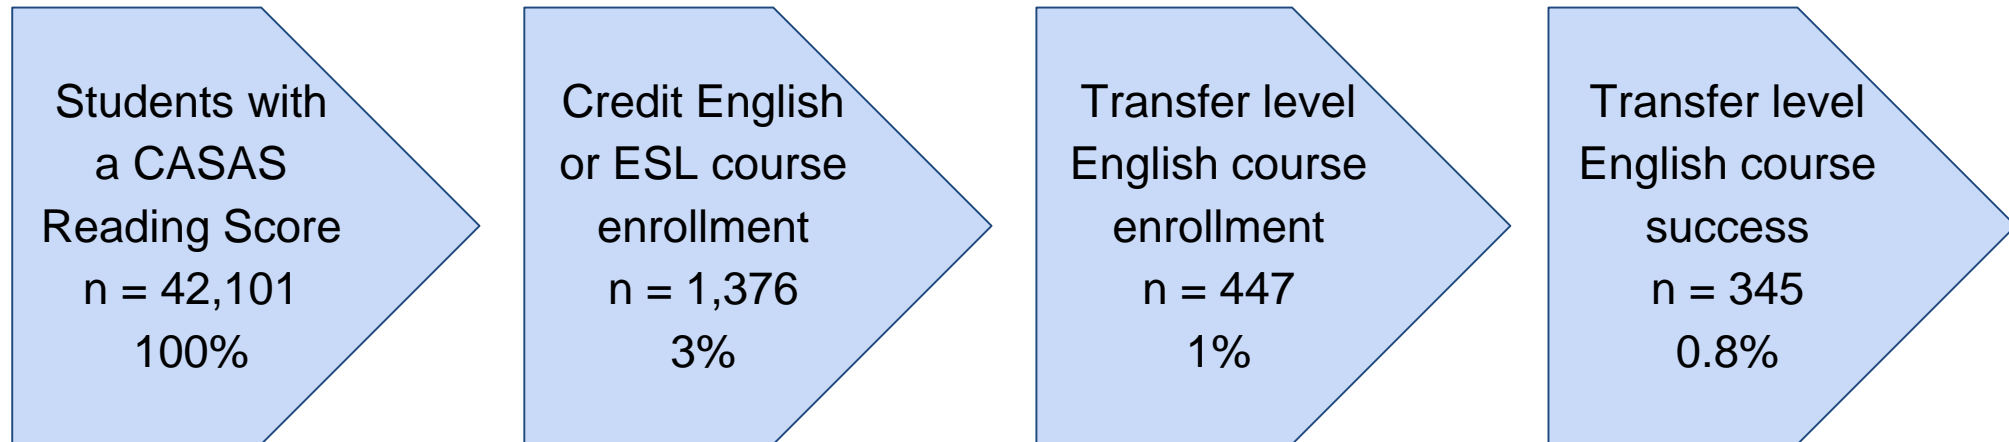 Students with
a CASAS
Reading Score
n = 42,101
100%
Credit English
or ESL course
enrollment
n = 1,376
3%
Transfer level
English course
enrollment
n = 447
1%
Transfer level
English course
success
n = 345
0.8%